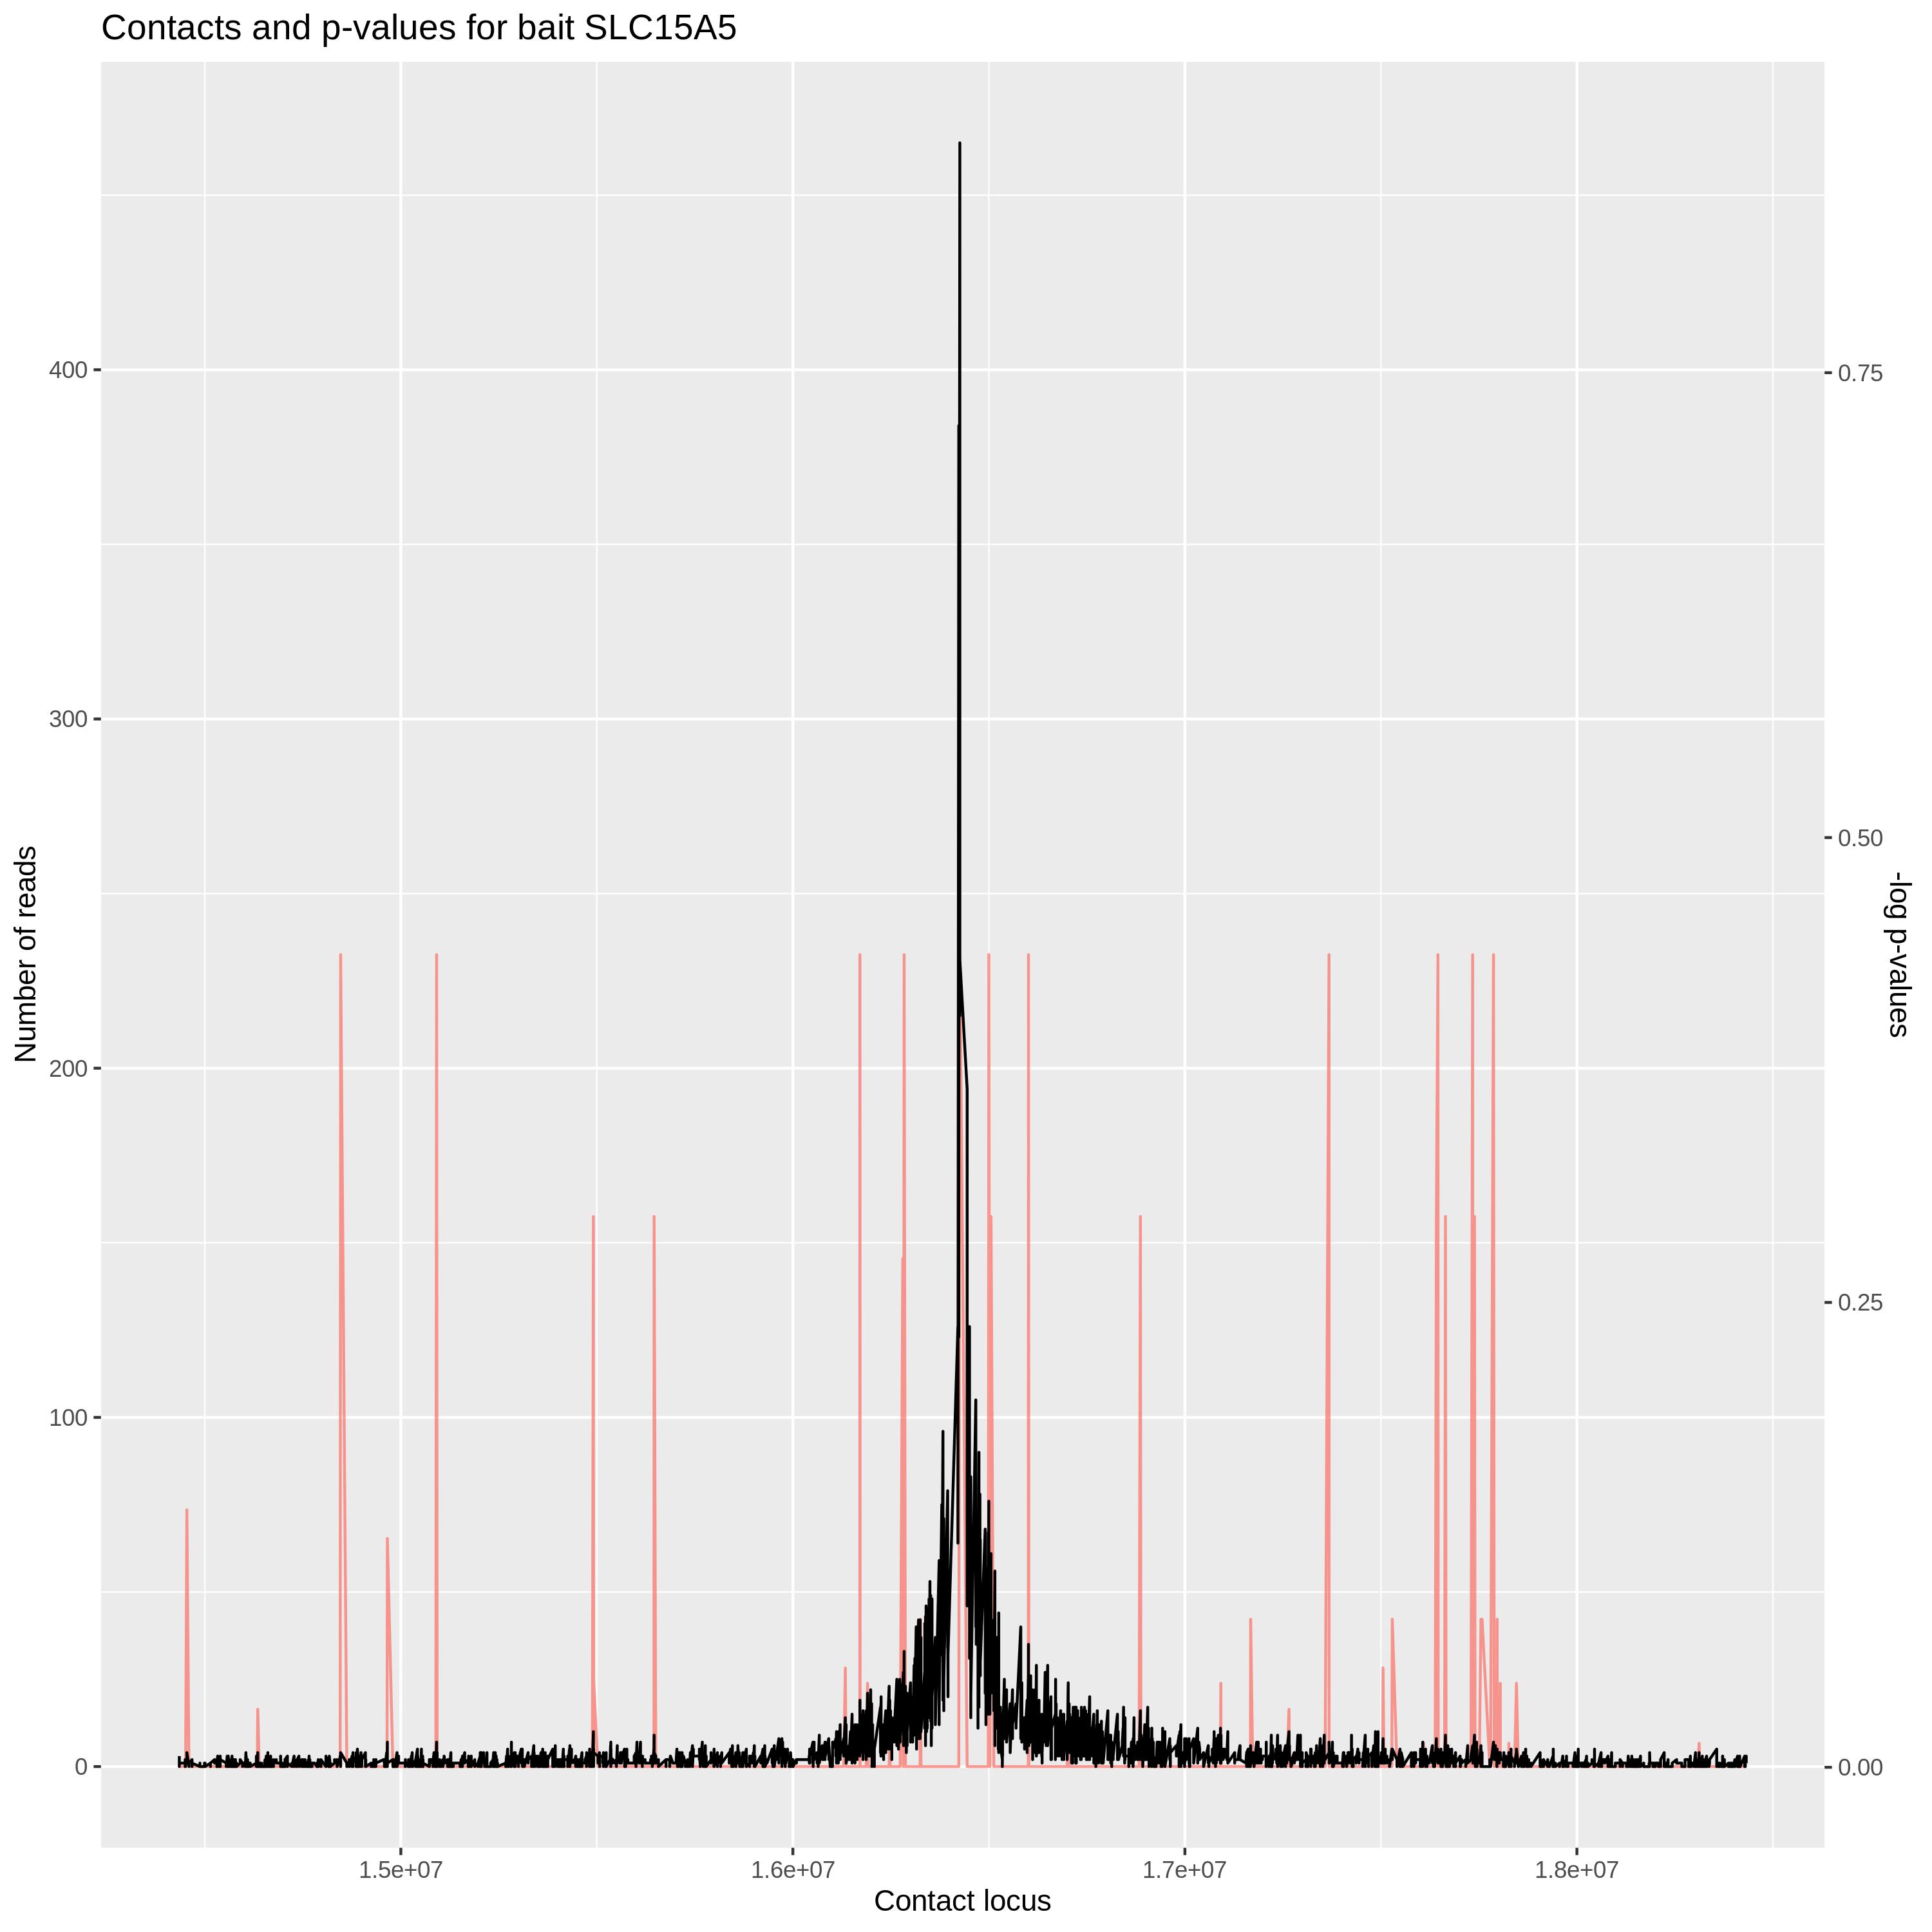 Contacts and p-values for bait SLC15A5
400
300
200
100
0
Number of reads
0.75
0.50
0.25
0.00
-log p-values
1.5e+07
1.6e+07
1.7e+07
1.8e+07
Contact locus